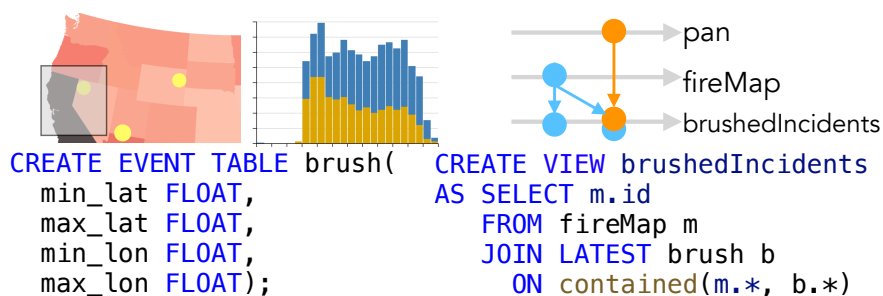 pan
fireMap
brushedIncidents
CREATE EVENT TABLE brush(
min_lat FLOAT,
max_lat FLOAT,
min_lon FLOAT,
max_lon FLOAT);
CREATE VIEW brushedIncidents
AS SELECT m.id
FROM fireMap m
JOIN LATEST brush b
ON contained(m.*, b.*)